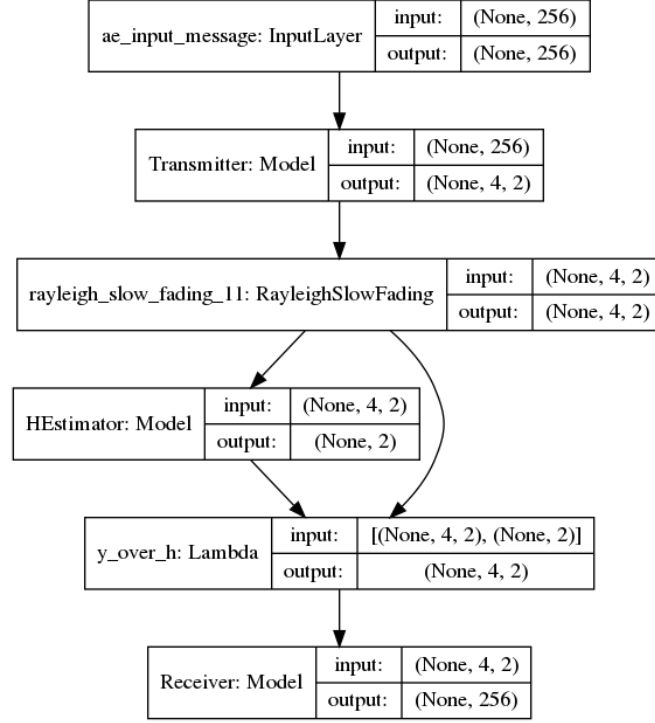 ae_input_message: InputLayer
input:
(None, 256)
output:
(None, 256)
Transmitter: Model
input:
(None, 256)
output:
(None, 4, 2)
rayleigh_slow_fading_11: RayleighSlowFading
input:
(None, 4, 2)
output:
(None, 4, 2)
HEstimator: Model
input:
(None, 4, 2)
output:
(None, 2)
y_over_h: Lambda
input:
[(None, 4, 2), (None, 2)]
output:
(None, 4, 2)
Receiver: Model
input:
(None, 4, 2)
output:
(None, 256)